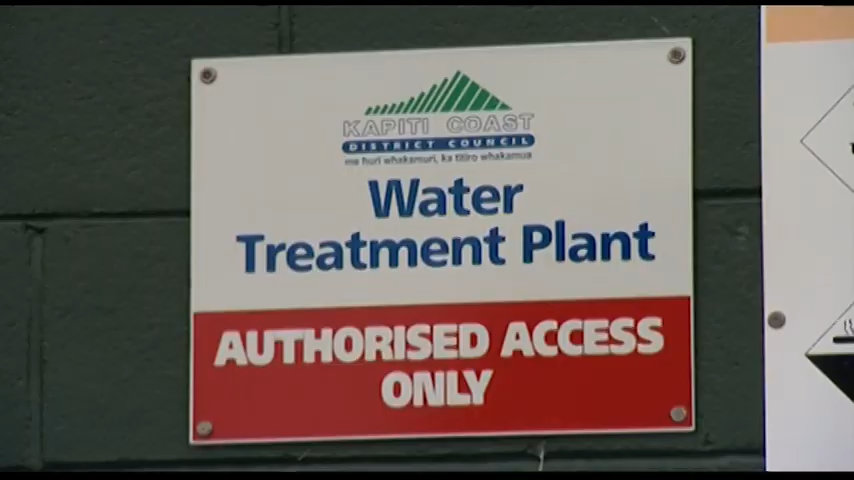 KAPITI COAST
DISTRICT COUNCIL
me huri whakamuri, ka titiro whakamua
Water
Treatment Plant
AUTHORISED ACCESS
ONLY